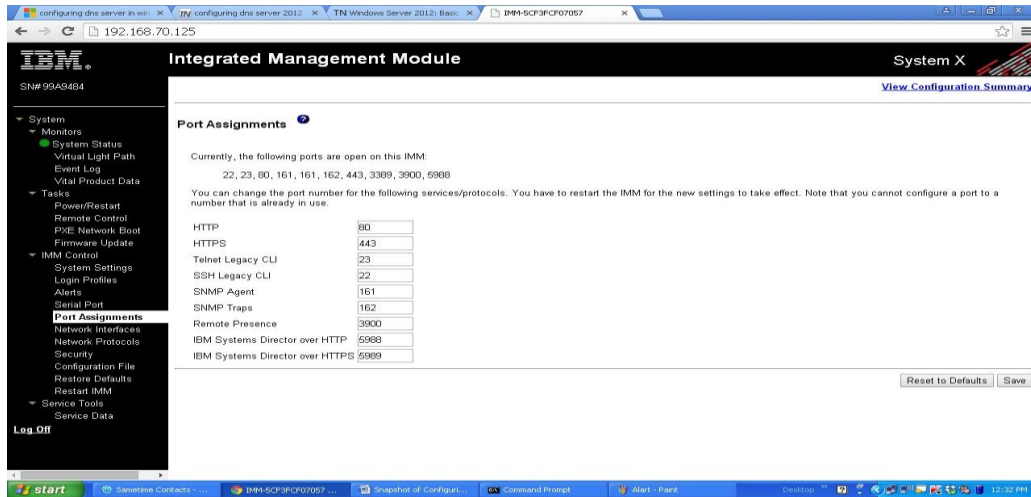 configuring dns server in win
configuring dns server 2012
TN Windows Server 2012: Basic
IMM-5CF3FCF07057
192.168.70.125
IBM.
Integrated Management Module
System X
SN# 99A9484
View Configuration Summary
System
Monitors
System Status
Virtual Light Path
Event Log
Vital Product Data
Tasks
Power/Restart
Remote Control
PXE Network Boot
Firmware Update
IMM Control
System Settings
Login Profiles
Alerts
Serial Port
Port Assignments
Network Interfaces
Network Protocols
Security
Configuration File
Restore Defaults
Restart IMM
Service Tools
Service Data
Log Off
Port Assignments
Currently, the following ports are open on this IMM:
22, 23, 80, 161, 161, 162, 443, 3389, 3900, 5988
You can change the port number for the following services/protocols. You have to restart the IMM for the new settings to take effect. Note that you cannot configure a port to a
number that is already in use.
HTTP 80
HTTPS 443
Telnet Legacy CLI 23
SSH Legacy CLI 22
SNMP Agent 161
SNMP Traps 162
Remote Presence 3900
IBM Systems Director over HTTP 5988
IBM Systems Director over HTTPS 5989
Reset to Defaults Save
start
Sametime Contacts - ...
IMM-5CF3FCF07057 ...
Snapshot of Configuri...
Command Prompt
Alart - Paint
Desktop
12:32 PM